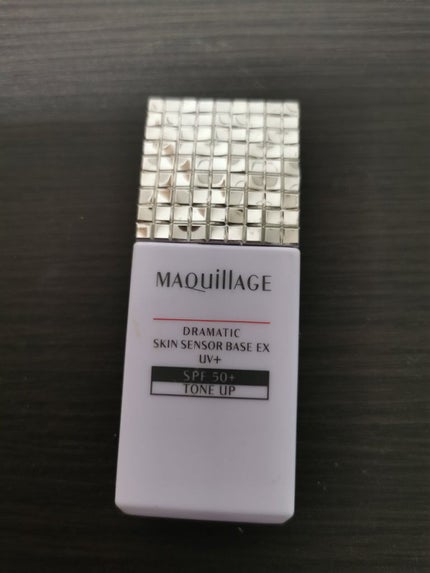 MAQuillAGE
DRAMATIC
SKIN SENSOR BASE EX
UV+
SPF 50+
TONE UP